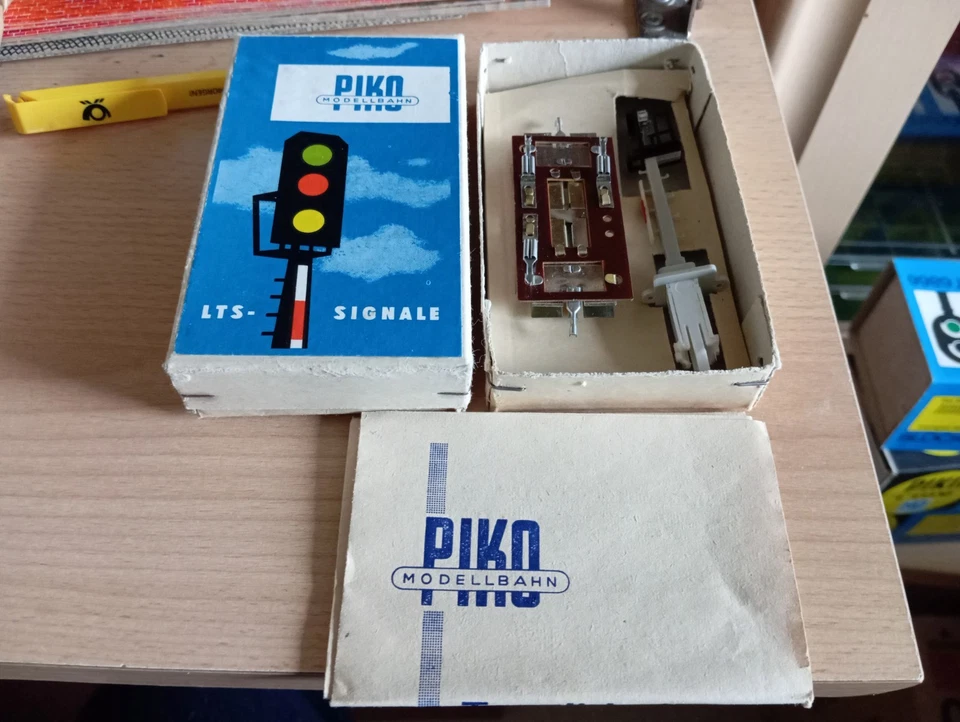 PIKO
MODELLBAHN
LTS- SIGNALE
PIKO
MODELLBAHN